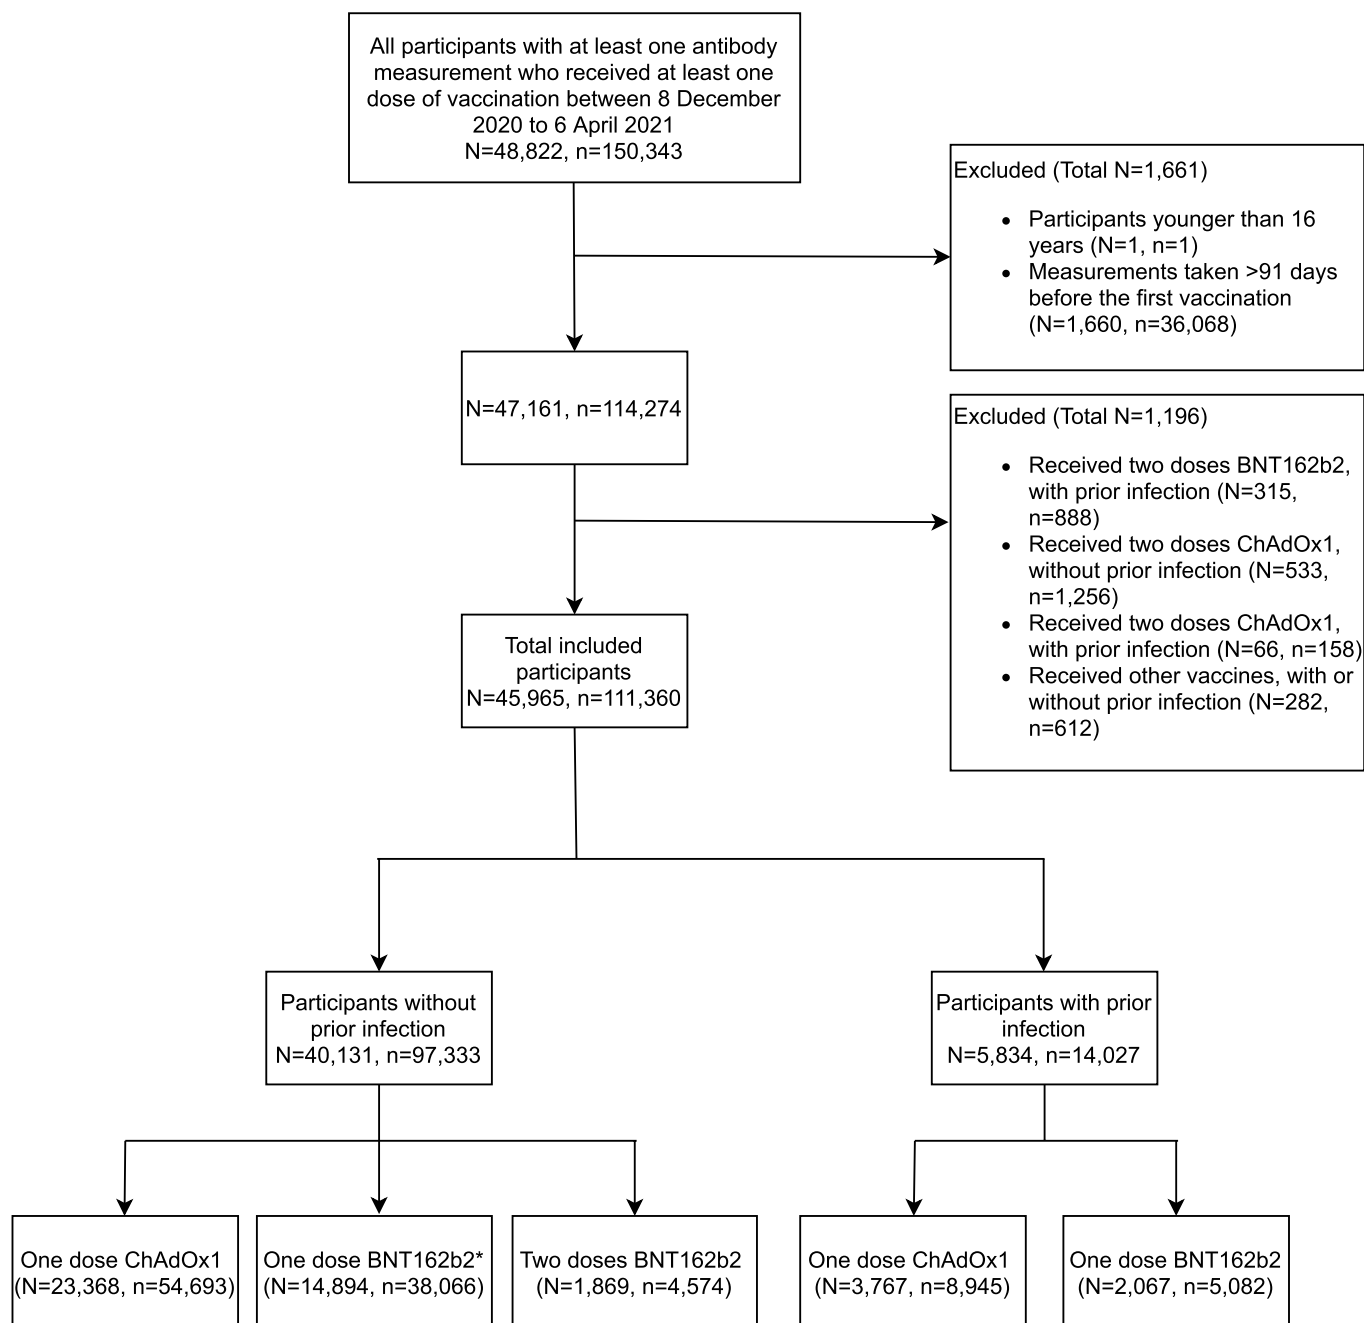 All participants with at least one antibody
measurement who received at least one
dose of vaccination between 8 December
2020 to 6 April 2021
N=48,822, n=150,343
Excluded (Total N=1,661)
• Participants younger than 16
years (N=1, n=1)
• Measurements taken >91 days
before the first vaccination
(N=1,660, n=36,068)
N=47,161, n=114,274
Excluded (Total N=1,196)
• Received two doses BNT162b2,
with prior infection (N=315,
n=888)
• Received two doses ChAdOx1,
without prior infection (N=533,
n=1,256)
• Received two doses ChAdOx1,
with prior infection (N=66, n=158)
• Received other vaccines, with or
without prior infection (N=282,
n=612)
Total included
participants
N=45,965, n=111,360
Participants without
prior infection
N=40,131, n=97,333
Participants with prior
infection
N=5,834, n=14,027
One dose ChAdOx1
(N=23,368, n=54,693)
One dose BNT162b2*
(N=14,894, n=38,066)
Two doses BNT162b2
(N=1,869, n=4,574)
One dose ChAdOx1
(N=3,767, n=8,945)
One dose BNT162b2
(N=2,067, n=5,082)